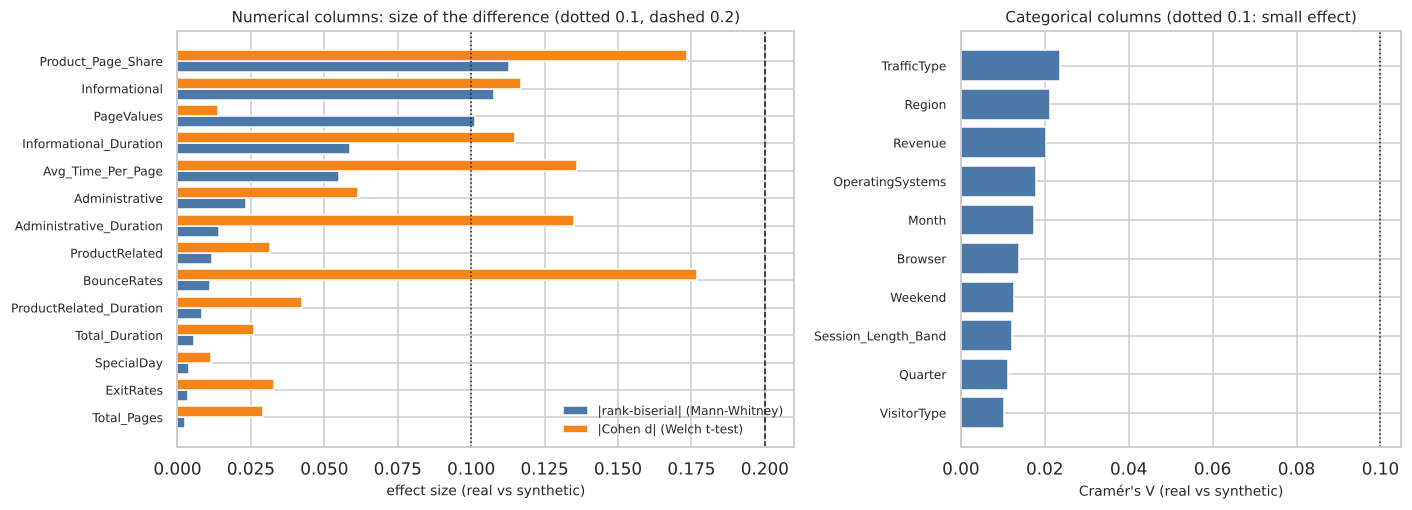 Numerical columns: size of the difference (dotted 0.1, dashed 0.2)
Product_Page_Share
Informational
PageValues
Informational_Duration
Avg_Time_Per_Page
Administrative
Administrative_Duration
ProductRelated
BounceRates
ProductRelated_Duration
Total_Duration
SpecialDay
ExitRates
Total_Pages
|rank-biserial| (Mann-Whitney)
|Cohen d| (Welch t-test)
0.000 0.025 0.050 0.075 0.100 0.125 0.150 0.175 0.200
effect size (real vs synthetic)
Categorical columns (dotted 0.1: small effect)
TrafficType
Region
Revenue
OperatingSystems
Month
Browser
Weekend
Session_Length_Band
Quarter
VisitorType
0.00 0.02 0.04 0.06 0.08 0.10
Cramér's V (real vs synthetic)